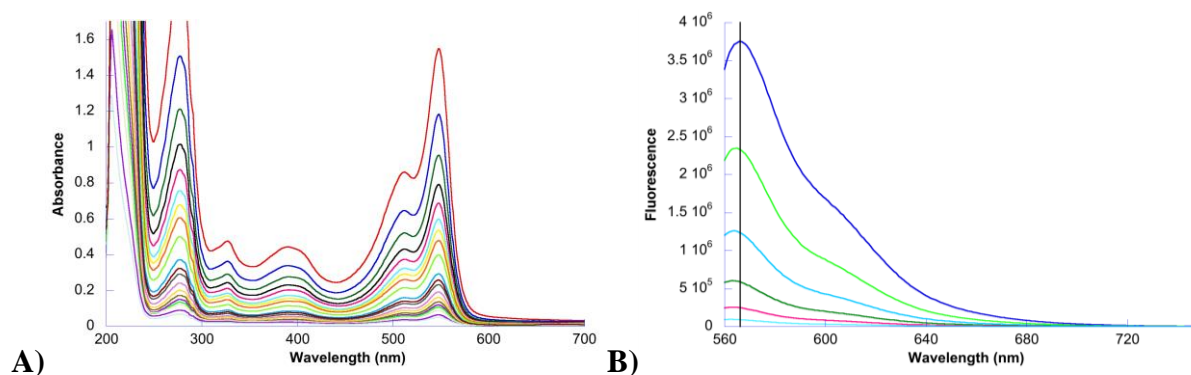 A)
Absorbance
1.6
1.4
1.2
1
0.8
0.6
0.4
0.2
0
200 300 400 500 600 700
Wavelength (nm)
B)
Fluorescence
4 10⁶
3.5 10⁶
3 10⁶
2.5 10⁶
2 10⁶
1.5 10⁶
1 10⁶
5 10⁵
0
560 600 640 680 720
Wavelength (nm)